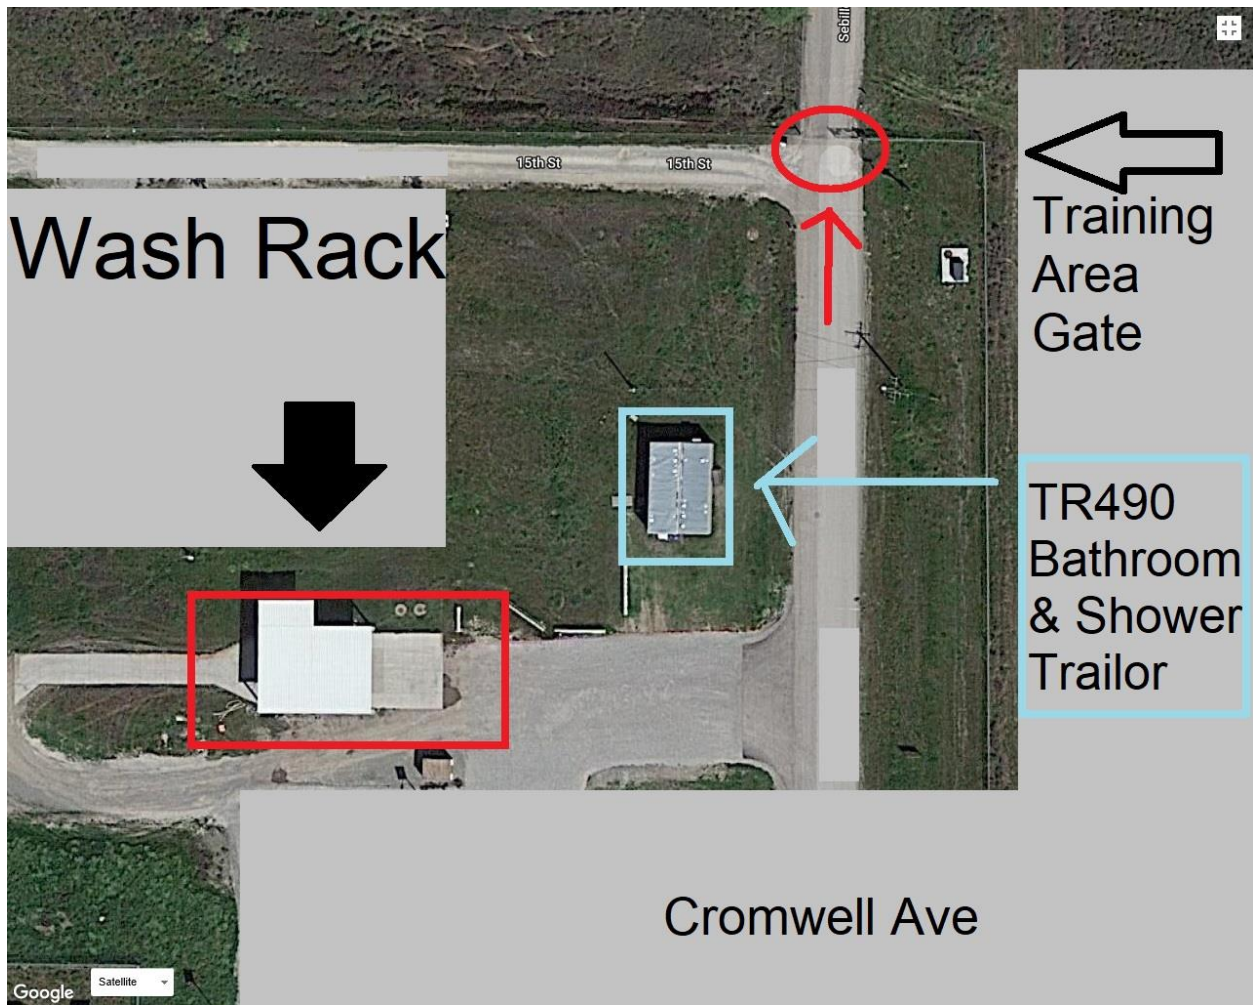 Sebill
15th St 15th St
Wash Rack
Training
Area
Gate
TR490
Bathroom
& Shower
Trailor
Cromwell Ave
Satellite
Google